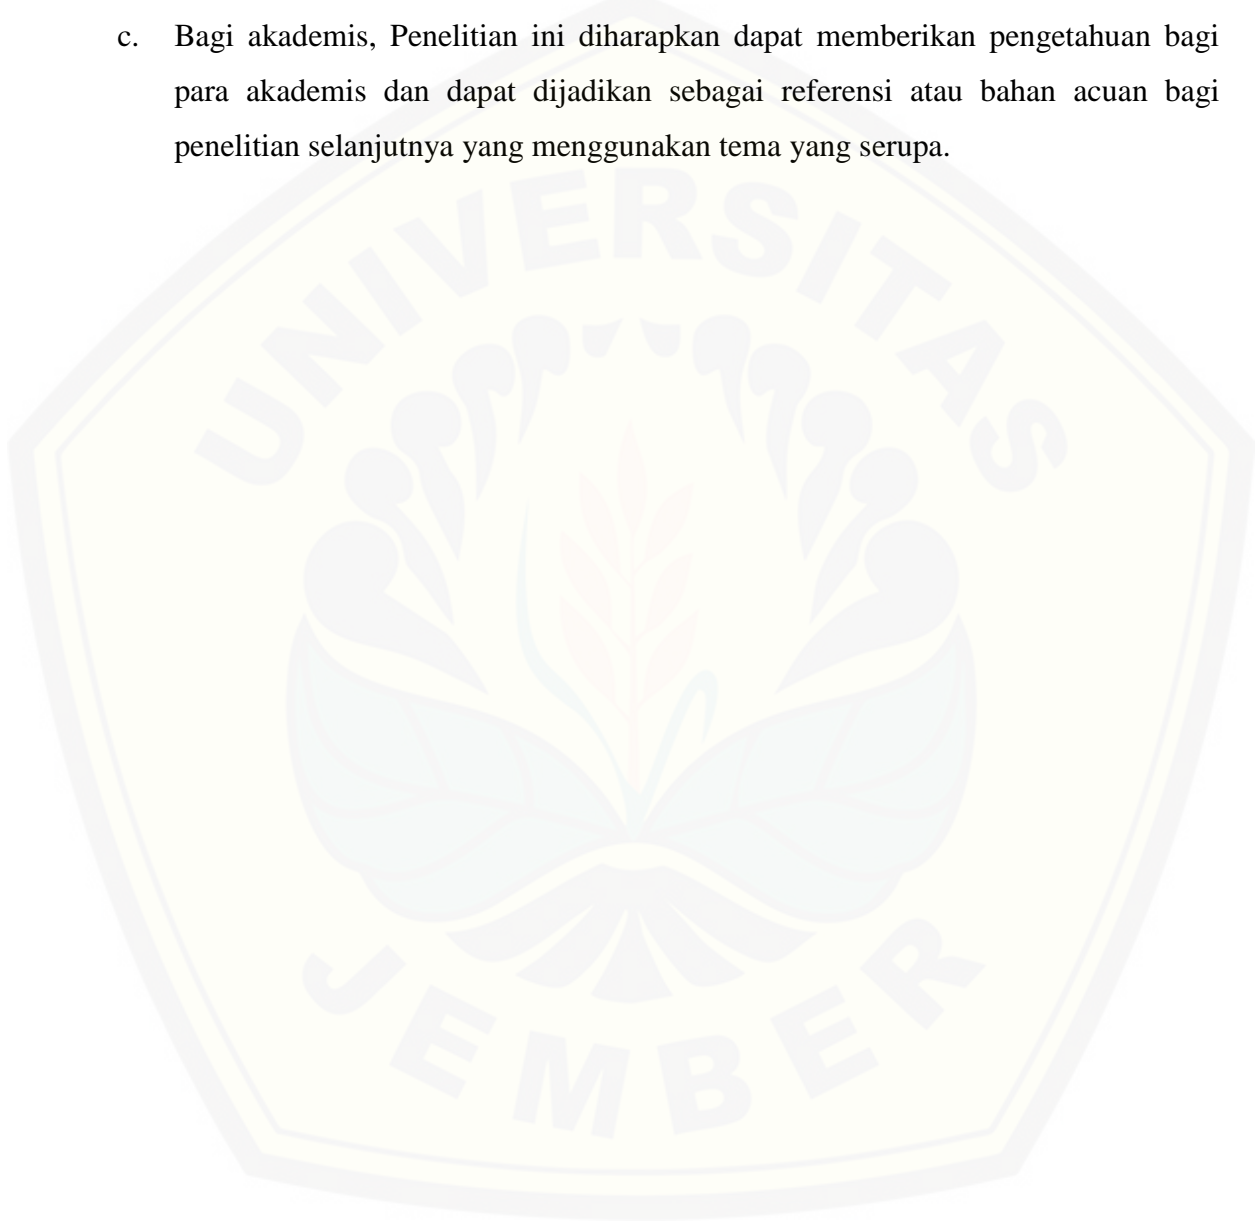 c. Bagi akademis, Penelitian ini diharapkan dapat memberikan pengetahuan bagi
para akademis dan dapat dijadikan sebagai referensi atau bahan acuan bagi
penelitian selanjutnya yang menggunakan tema yang serupa.
UNIVERSITAS
JEMBER